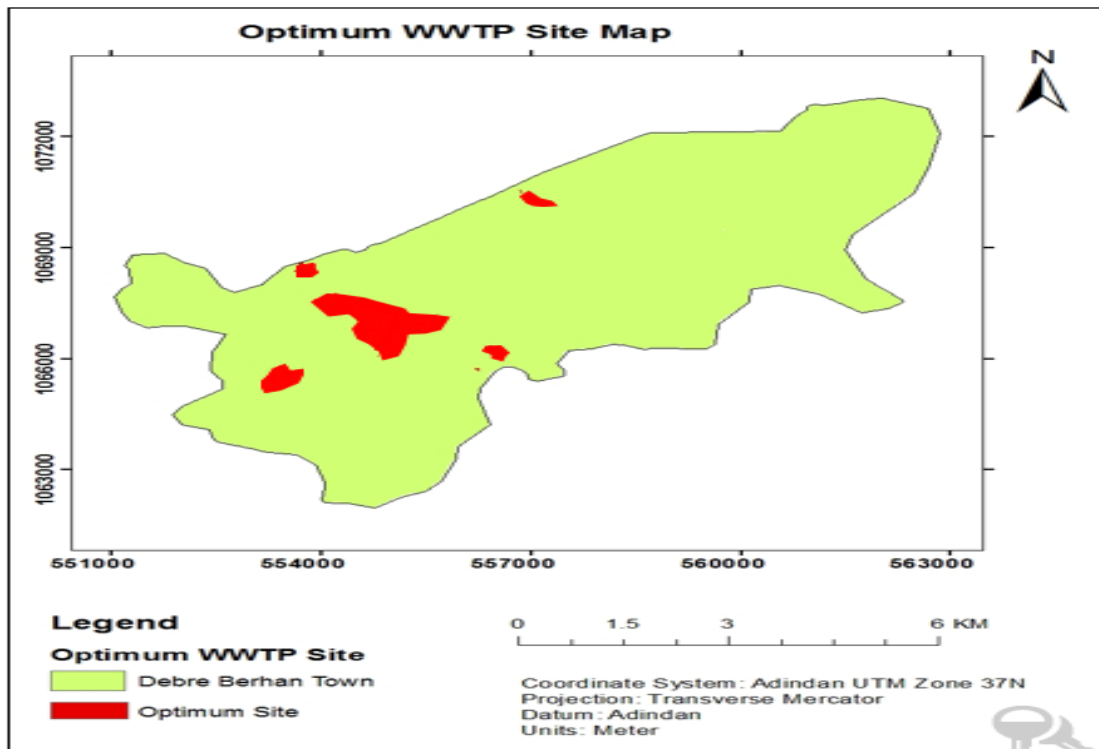 Optimum WWTP Site Map
N
1072000
1069000
1066000
1063000
551000 554000 557000 560000 563000
Legend
Optimum WWTP Site
Debre Berhan Town
Optimum Site
0 1.5 3 6 KM
Coordinate System: Adindan UTM Zone 37N
Projection: Transverse Mercator
Datum: Adindan
Units: Meter